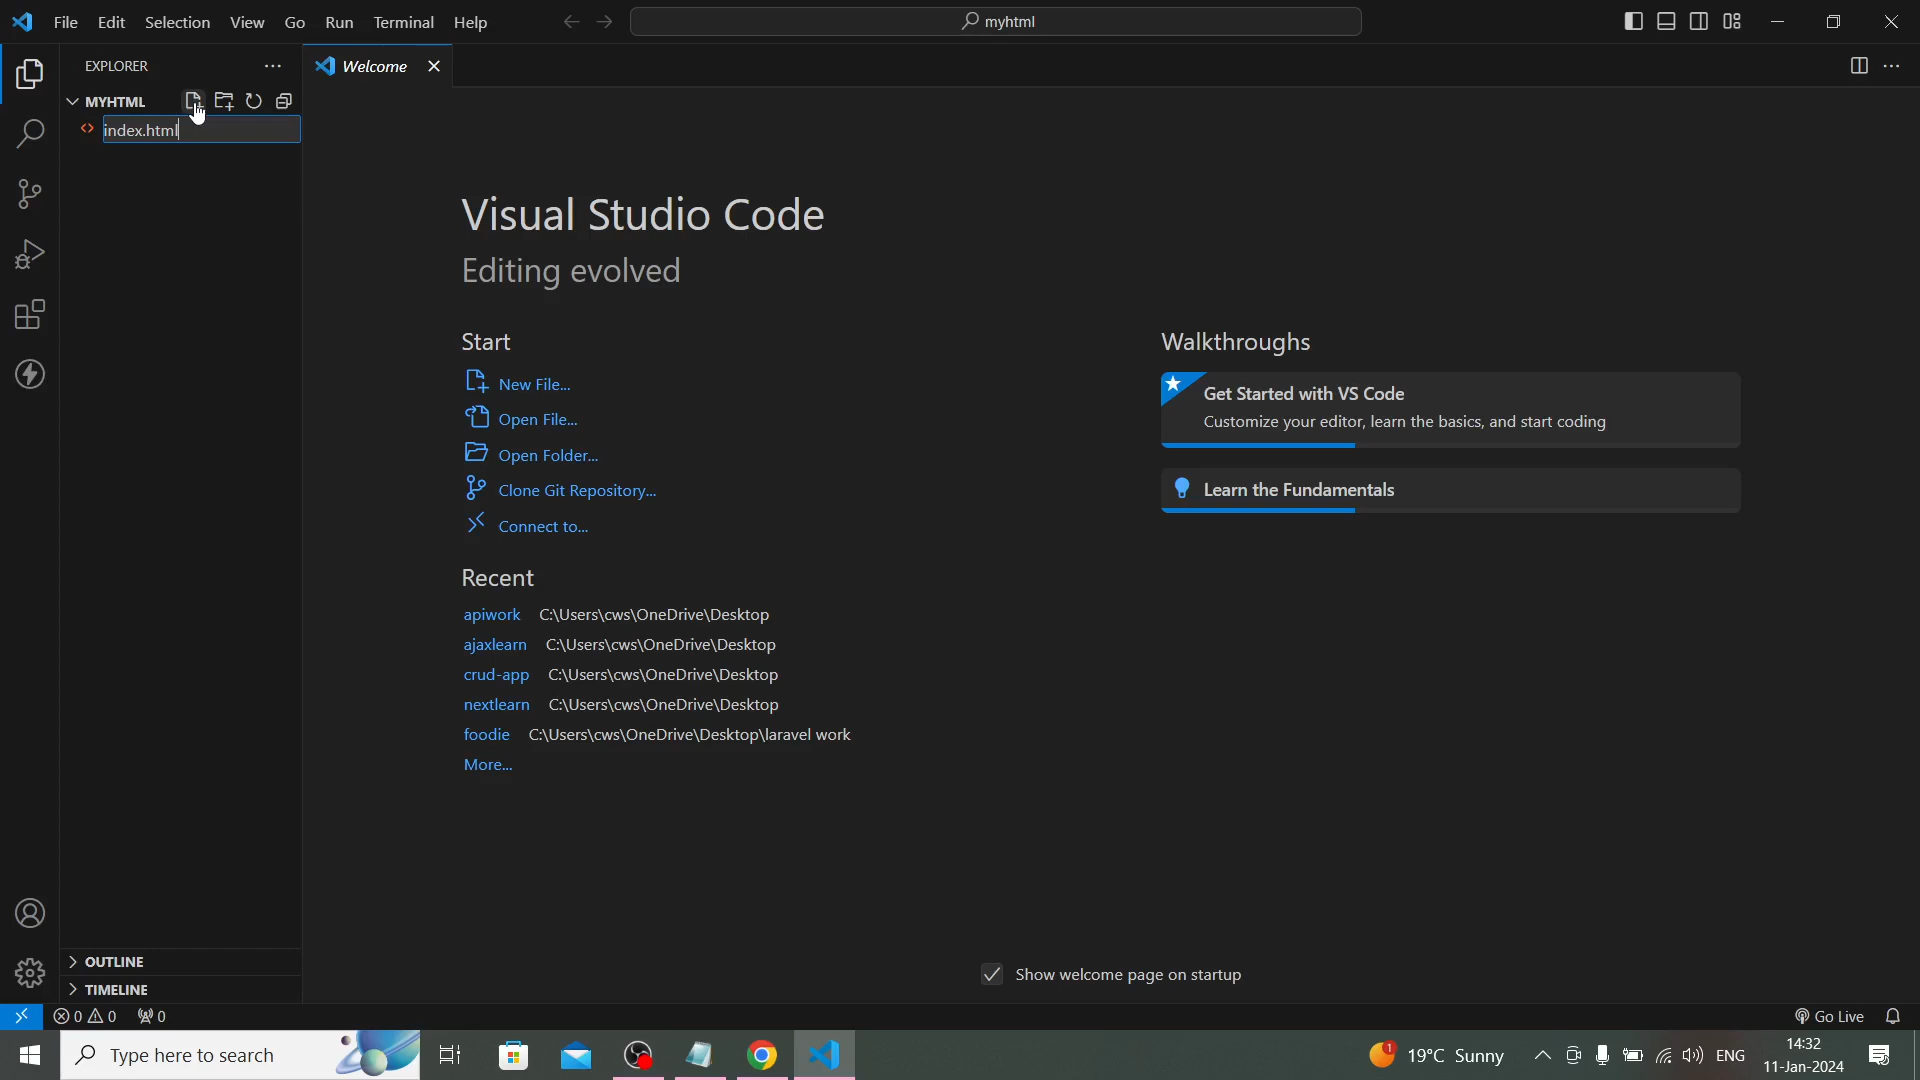 File Edit Selection View Go Run Terminal Help
myhtml
EXPLORER
Welcome
MYHTML
index.html
Visual Studio Code
Editing evolved
Start
New File...
Open File...
Open Folder...
Clone Git Repository...
Connect to...
Walkthroughs
Get Started with VS Code
Customize your editor, learn the basics, and start coding
Learn the Fundamentals
Recent
apiwork C:\Users\cws\OneDrive\Desktop
ajaxlearn C:\Users\cws\OneDrive\Desktop
crud-app C:\Users\cws\OneDrive\Desktop
nextlearn C:\Users\cws\OneDrive\Desktop
foodie C:\Users\cws\OneDrive\Desktop\laravel work
More...
Show welcome page on startup
OUTLINE
TIMELINE
0 0 0
Go Live
Type here to search
1
19°C Sunny
ENG
14:32
11-Jan-2024